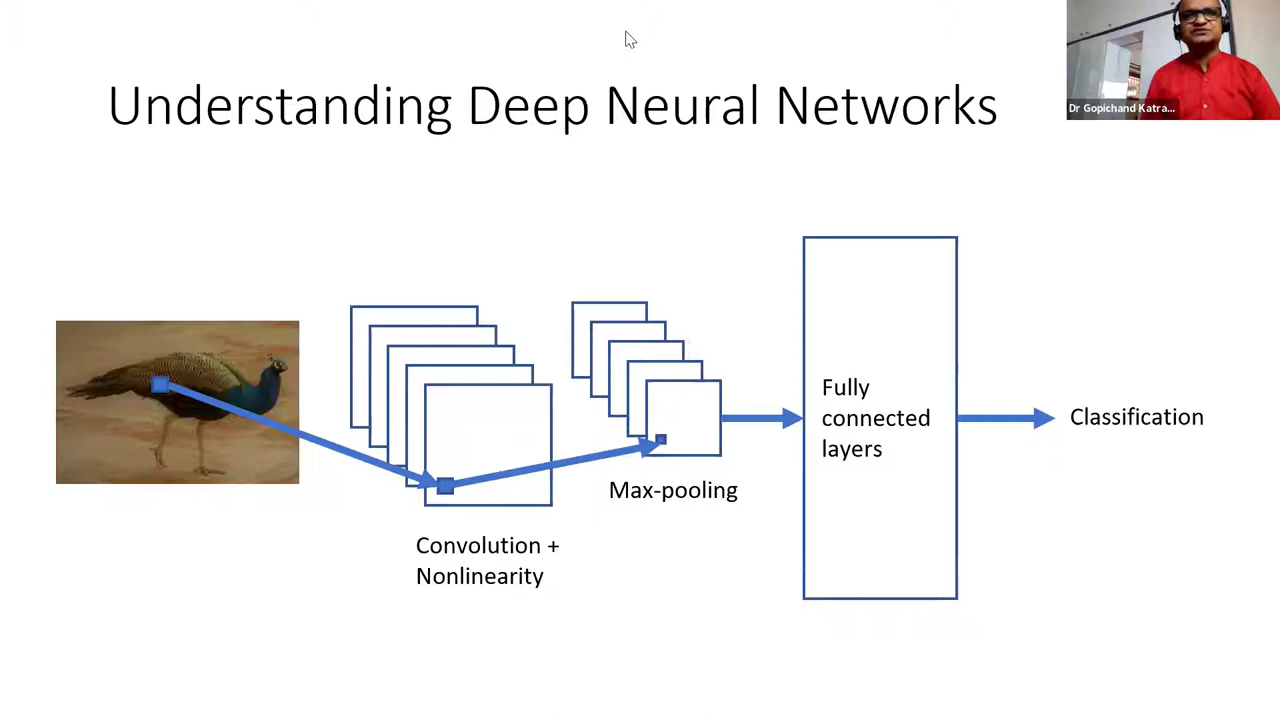 Understanding Deep Neural Networks
Dr Gopichand Katra...
Fully
connected
layers
Classification
Max-pooling
Convolution +
Nonlinearity